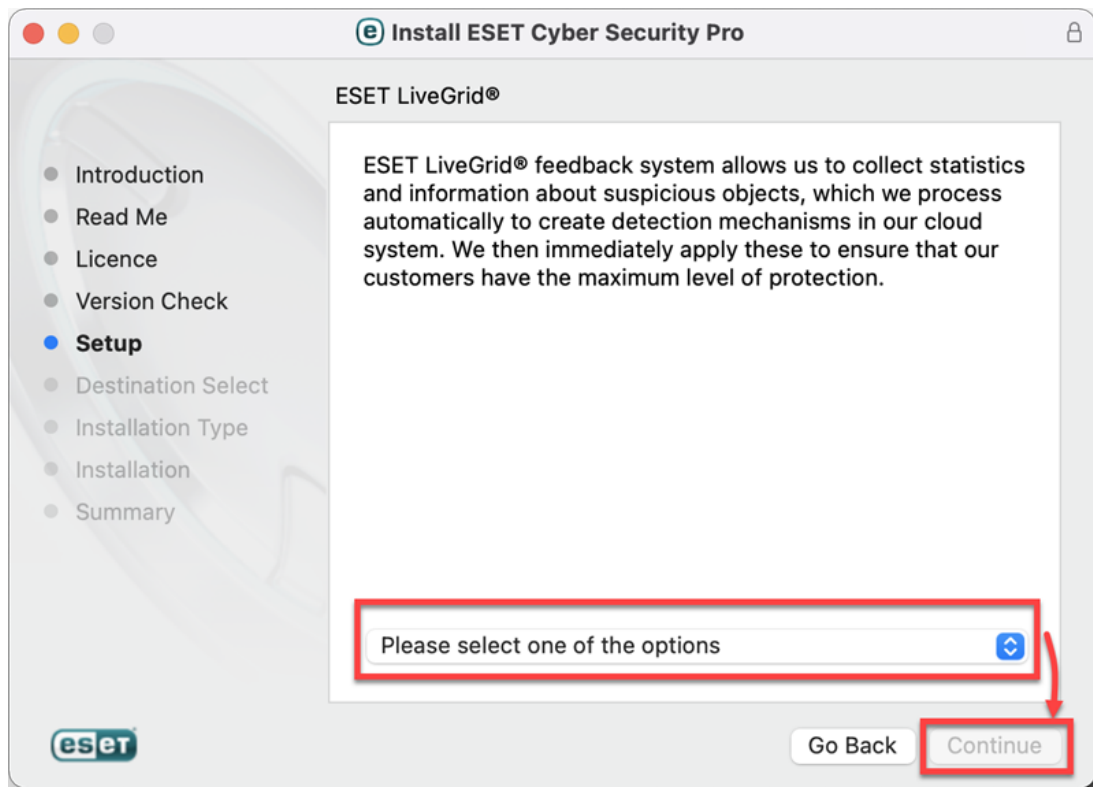 Install ESET Cyber Security Pro
ESET LiveGrid®
Introduction
Read Me
Licence
Version Check
Setup
Destination Select
Installation Type
Installation
Summary
ESET LiveGrid® feedback system allows us to collect statistics
and information about suspicious objects, which we process
automatically to create detection mechanisms in our cloud
system. We then immediately apply these to ensure that our
customers have the maximum level of protection.
Please select one of the options
eset
Go Back
Continue